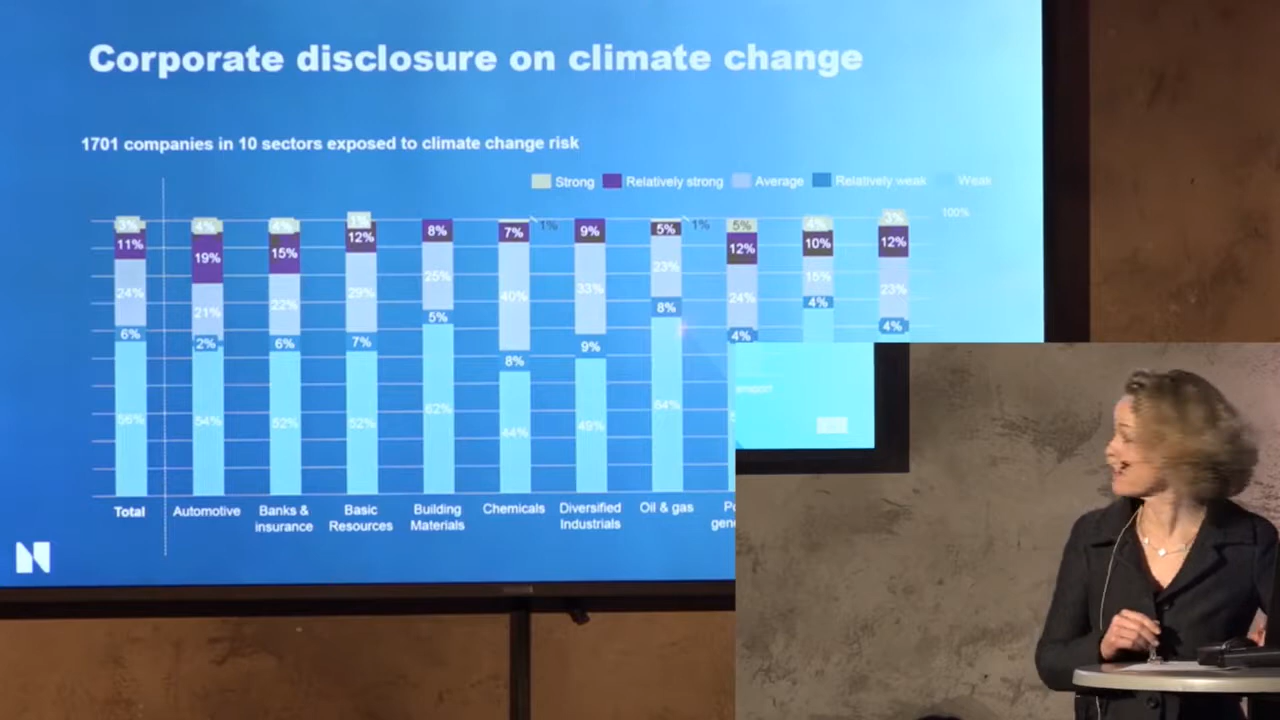 Corporate disclosure on climate change
1701 companies in 10 sectors exposed to climate change risk
Strong Relatively strong Average Relatively weak Weak
100%
3% 4% 4% 1% 1% 1% 5% 4% 3%
11% 19% 15% 12% 8% 7% 9% 5% 12% 10% 12%
24% 21% 22% 29% 25% 40% 33% 23% 24% 15% 23%
6% 2% 6% 7% 5% 8% 9% 8% 4% 4% 4%
56% 54% 52% 52% 62% 44% 49% 64%
Total Automotive Banks & Basic Building Chemicals Diversified Oil & gas
insurance Resources Materials Industrials
N